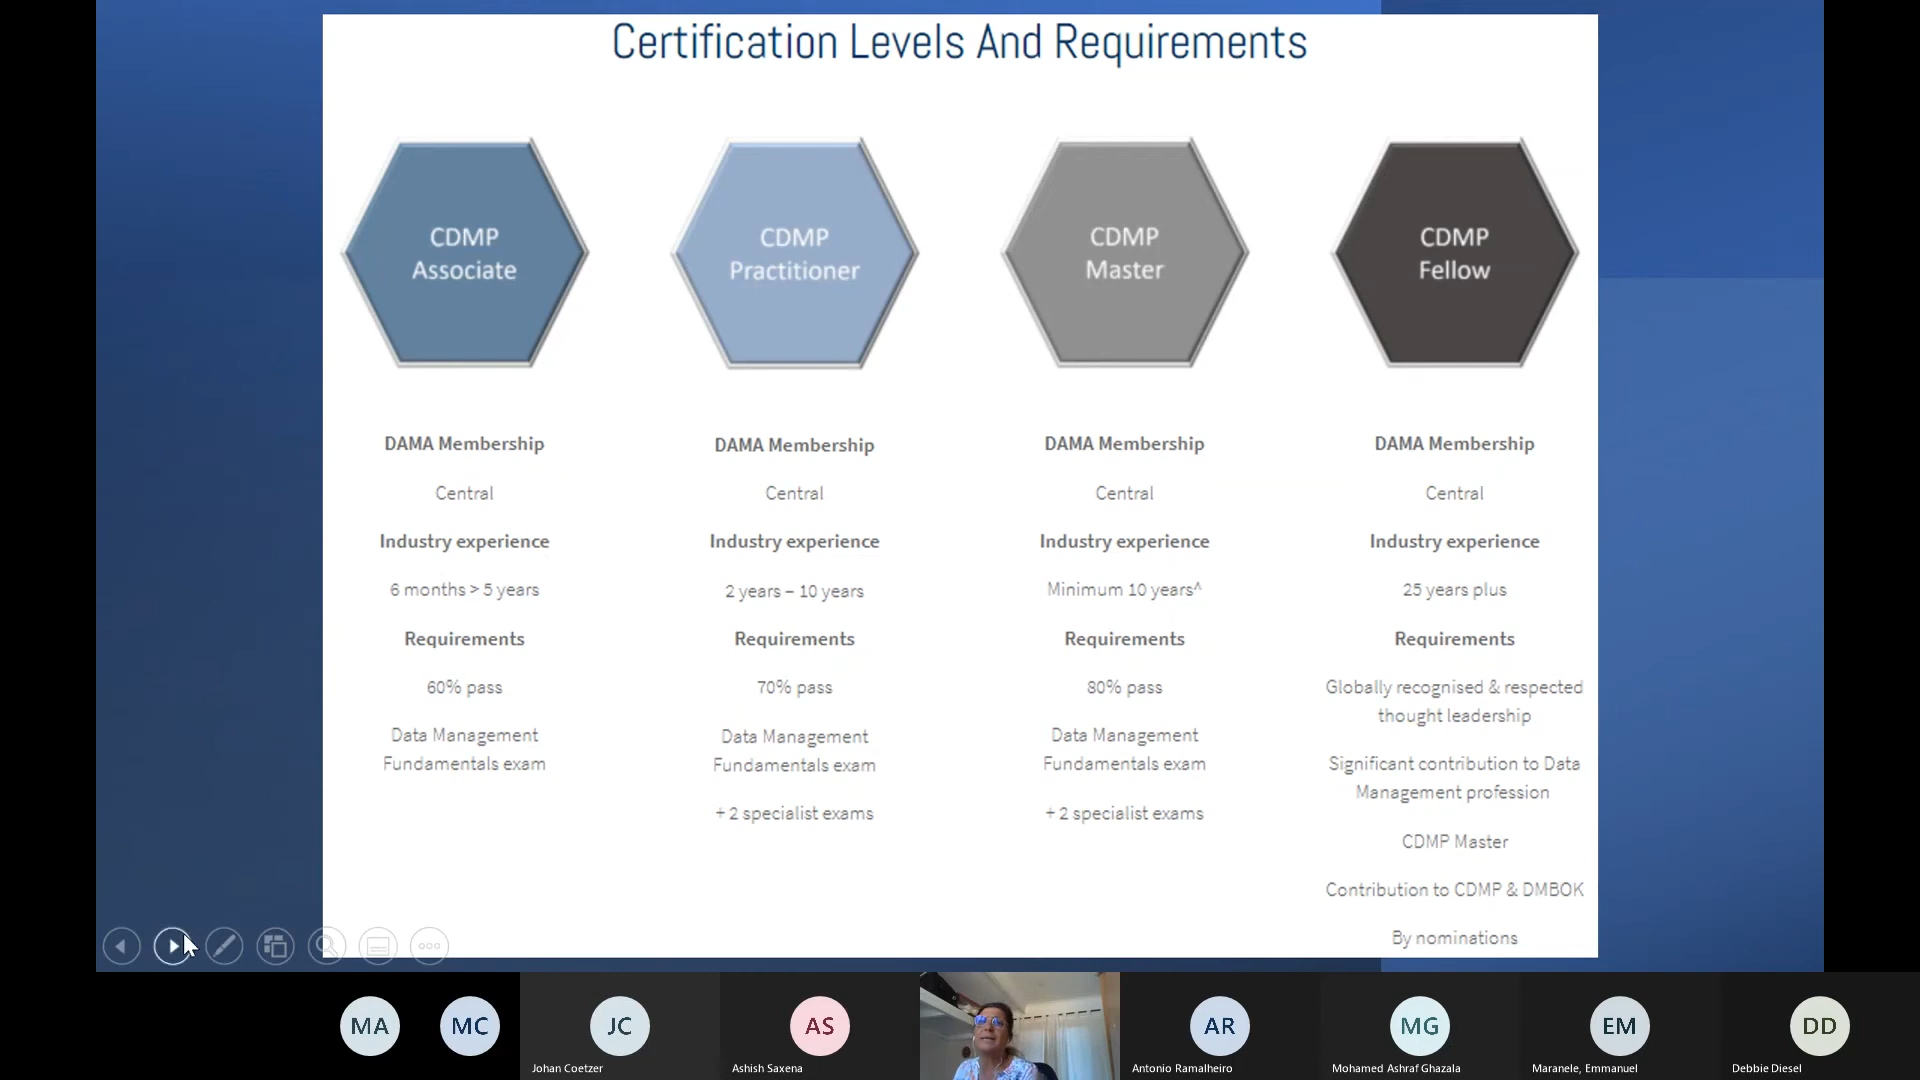 Certification Levels And Requirements
CDMP
Associate
CDMP
Practitioner
CDMP
Master
CDMP
Fellow
DAMA Membership
Central
Industry experience
6 months > 5 years
Requirements
60% pass
Data Management
Fundamentals exam
DAMA Membership
Central
Industry experience
2 years – 10 years
Requirements
70% pass
Data Management
Fundamentals exam
+ 2 specialist exams
DAMA Membership
Central
Industry experience
Minimum 10 years^
Requirements
80% pass
Data Management
Fundamentals exam
+ 2 specialist exams
DAMA Membership
Central
Industry experience
25 years plus
Requirements
Globally recognised & respected
thought leadership
Significant contribution to Data
Management profession
CDMP Master
Contribution to CDMP & DMBOK
By nominations
MA
MC
JC
Johan Coetzer
AS
Ashish Saxena
AR
Antonio Ramalheiro
MG
Mohamed Ashraf Ghazala
EM
Maranele, Emmanuel
DD
Debbie Diesel